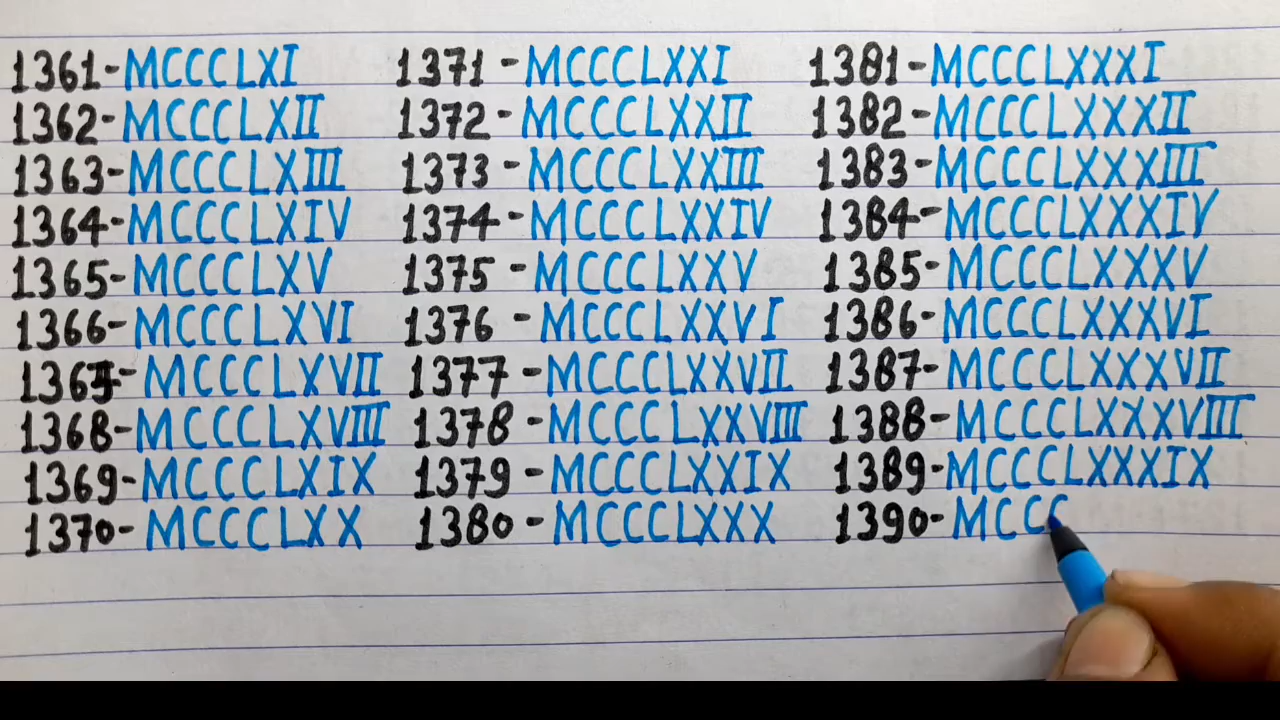 1361-MCCCLXI
1362-MCCCLXII
1363-MCCCLXIII
1364-MCCCLXIV
1365-MCCCLXV
1366-MCCCLXVI
1367-MCCCLXVII
1368-MCCCLXVIII
1369-MCCCLXIX
1370-MCCCLXX
1371-MCCCLXXI
1372-MCCCLXXII
1373-MCCCLXXIII
1374-MCCCLXXIV
1375-MCCCLXXV
1376-MCCCLXXVI
1377-MCCCLXXVII
1378-MCCCLXXVIII
1379-MCCCLXXIX
1380-MCCCLXXX
1381-MCCCLXXXI
1382-MCCCLXXXII
1383-MCCCLXXXIII
1384-MCCCLXXXIV
1385-MCCCLXXXV
1386-MCCCLXXXVI
1387-MCCCLXXXVII
1388-MCCCLXXXVIII
1389-MCCCLXXXIX
1390-MCCC